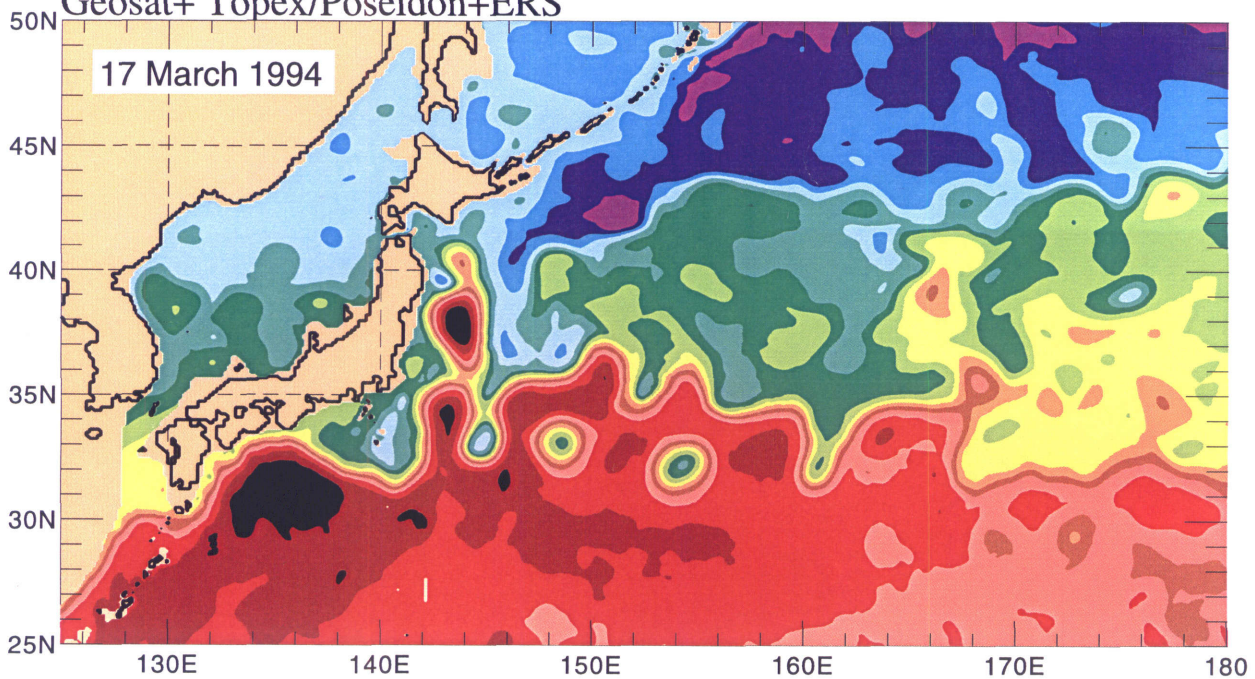 Geosat+ Topex/Poseidon+ERS
50N
17 March 1994
45N
40N
35N
30N
25N
130E
140E
150E
160E
170E
180